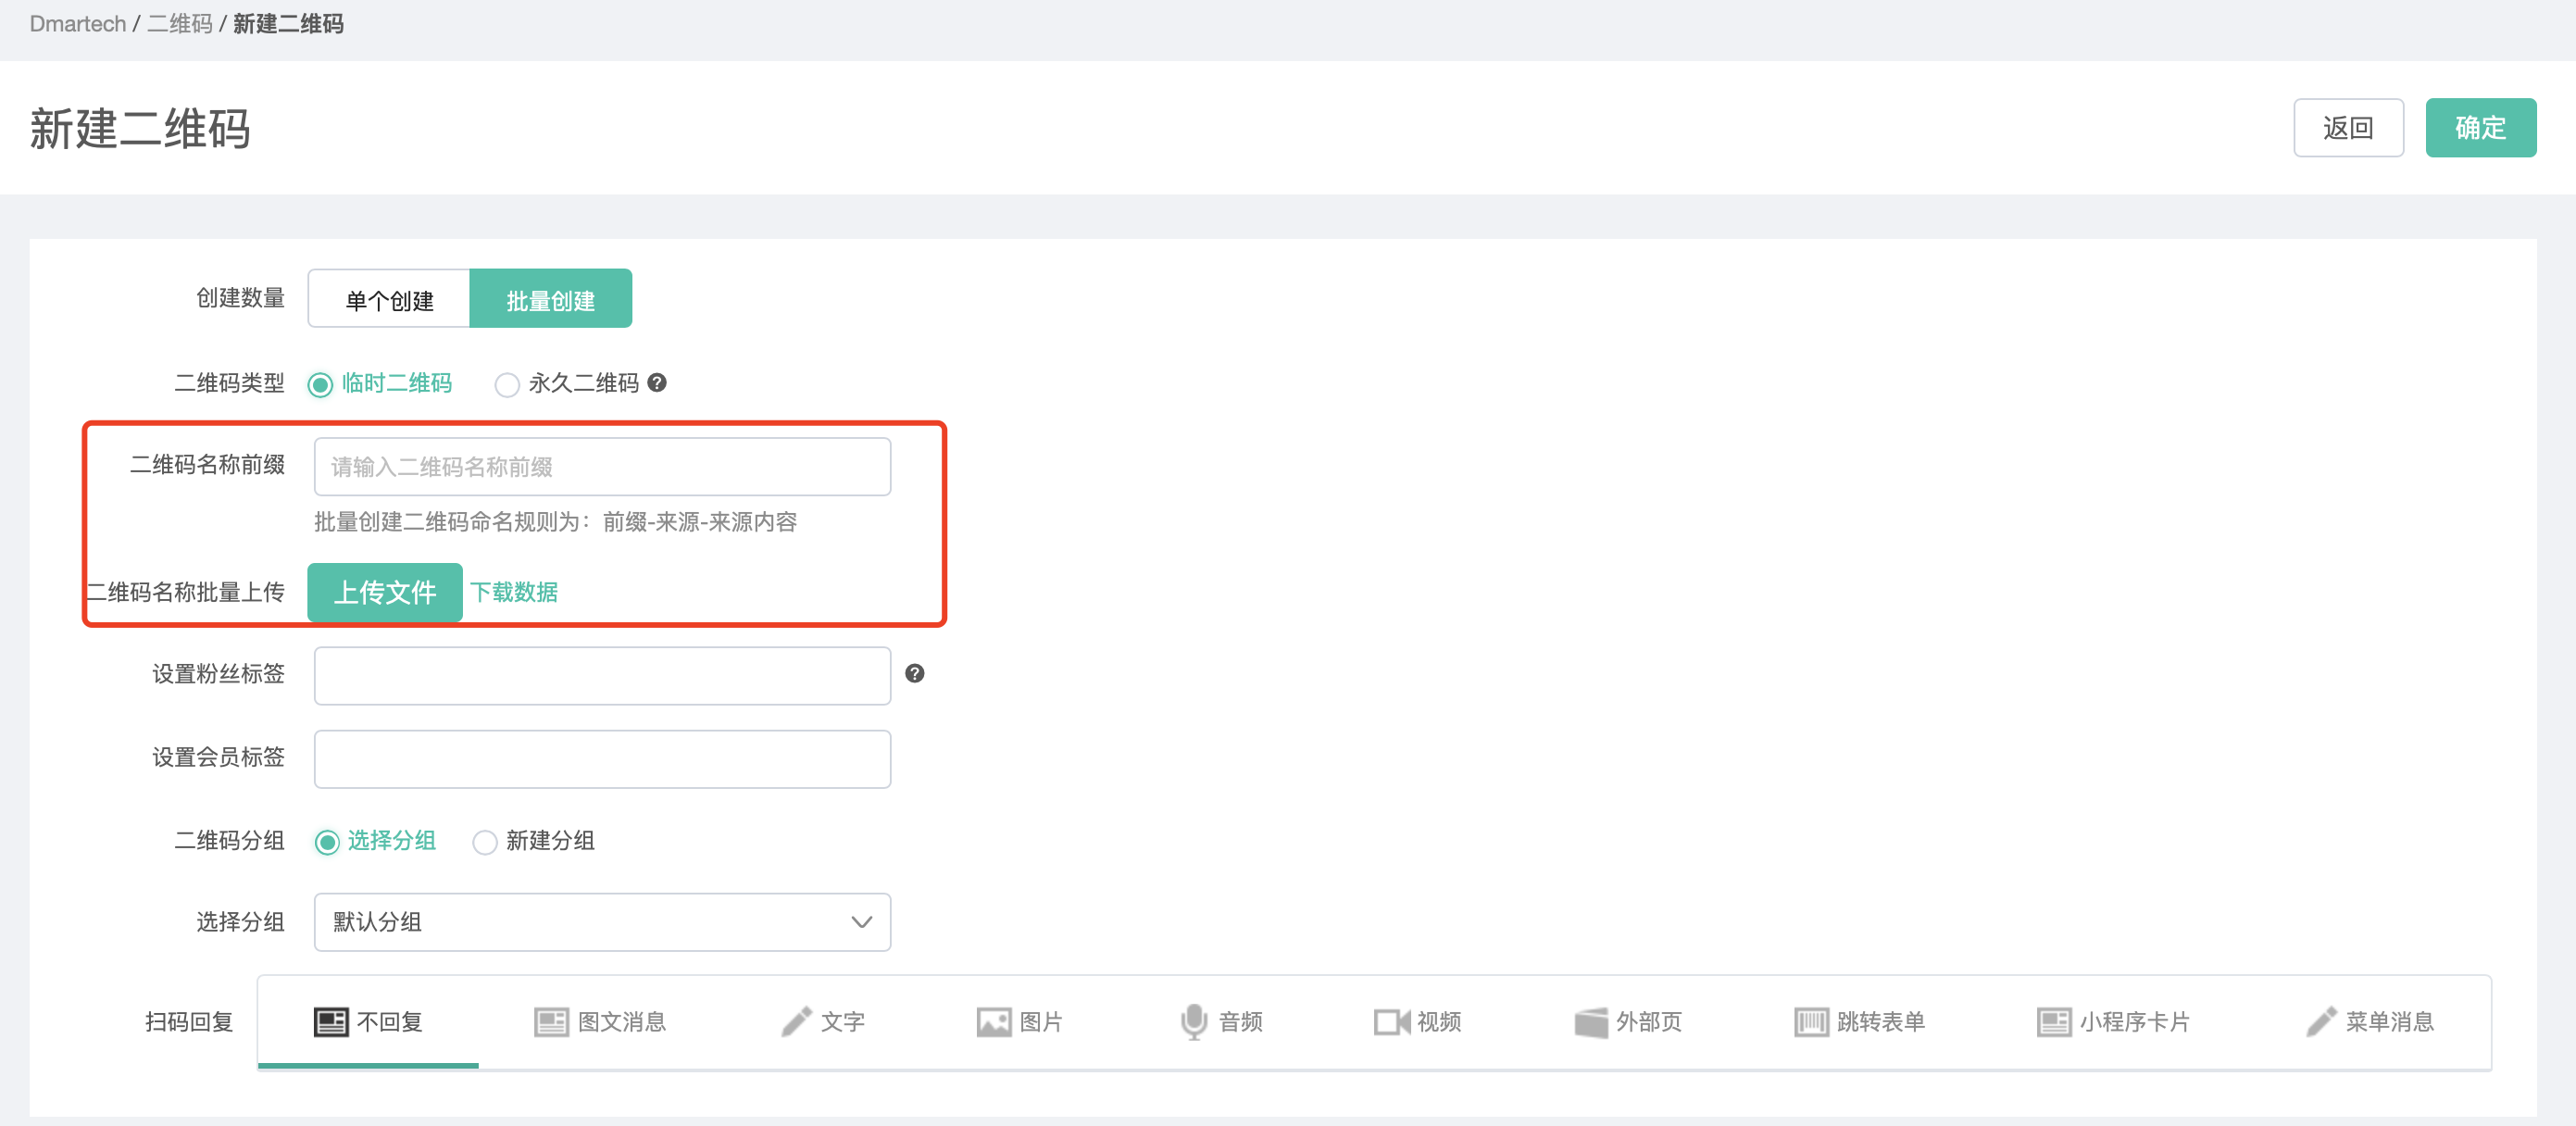 Dmartech / 二维码 / 新建二维码
新建二维码
返回 确定
创建数量 单个创建 批量创建
二维码类型 临时二维码 永久二维码 ?
二维码名称前缀 请输入二维码名称前缀
批量创建二维码命名规则为：前缀-来源-来源内容
二维码名称批量上传 上传文件 下载数据
设置粉丝标签 ?
设置会员标签
二维码分组 选择分组 新建分组
选择分组 默认分组
扫码回复 不回复 图文消息 文字 图片 音频 视频 外部页 跳转表单 小程序卡片 菜单消息